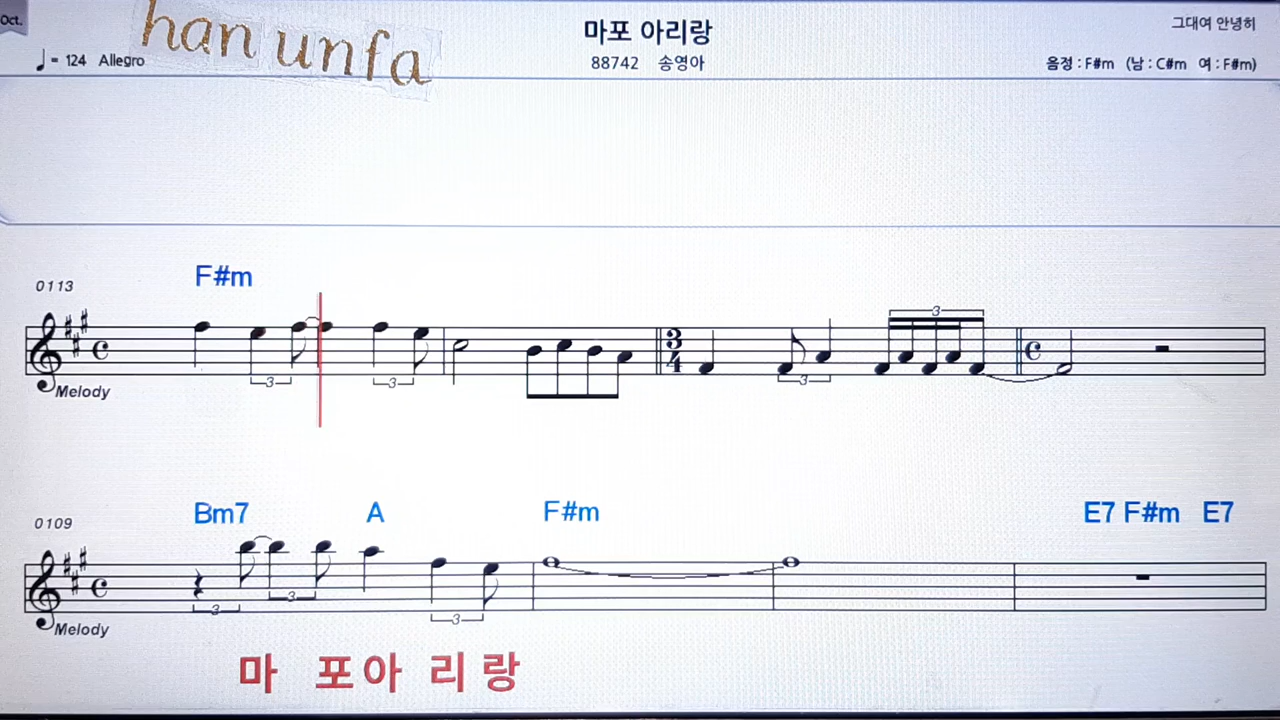 Oct.
han unfa
마포 아리랑
그대여 안녕히
♩ = 124 Allegro
88742 송영아
음정 : F#m (남 : C#m 여 : F#m)
F#m
0113
3
3 4
3 3 3
Melody
Bm7 A F#m E7 F#m E7
0109
3 3 3
Melody
마 포 아 리 랑